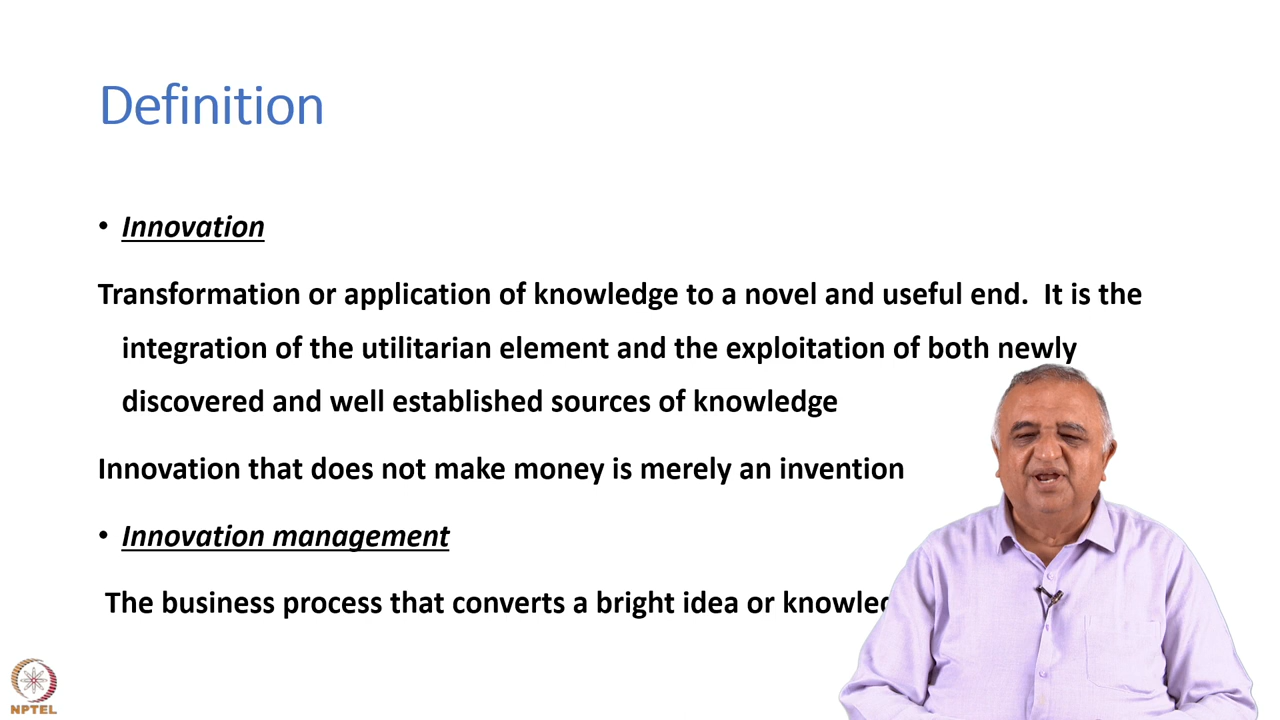 Definition
• Innovation
Transformation or application of knowledge to a novel and useful end. It is the
integration of the utilitarian element and the exploitation of both newly
discovered and well established sources of knowledge
Innovation that does not make money is merely an invention
• Innovation management
The business process that converts a bright idea or
NPTEL